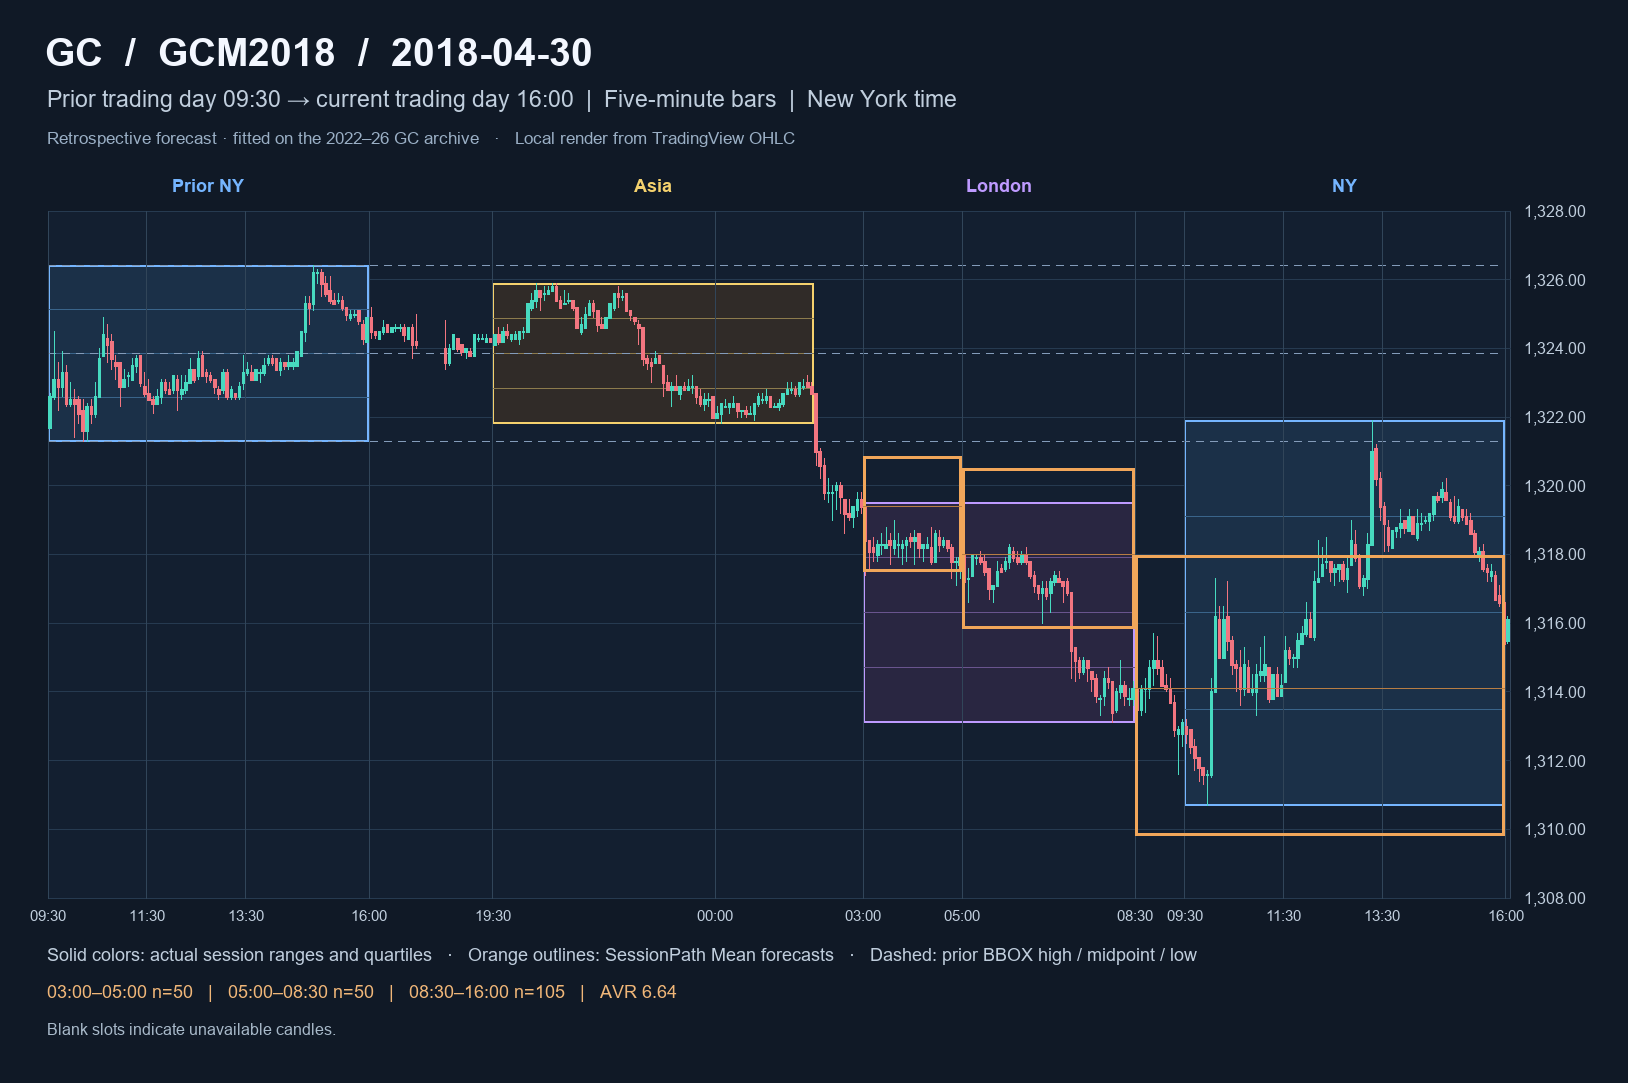 GC / GCM2018 / 2018-04-30
Prior trading day 09:30 → current trading day 16:00 | Five-minute bars | New York time
Retrospective forecast · fitted on the 2022–26 GC archive · Local render from TradingView OHLC
Prior NY Asia London NY
1,328.00
1,326.00
1,324.00
1,322.00
1,320.00
1,318.00
1,316.00
1,314.00
1,312.00
1,310.00
1,308.00
09:30 11:30 13:30 16:00 19:30 00:00 03:00 05:00 08:30 09:30 11:30 13:30 16:00
Solid colors: actual session ranges and quartiles · Orange outlines: SessionPath Mean forecasts · Dashed: prior BBOX high / midpoint / low
03:00–05:00 n=50 | 05:00–08:30 n=50 | 08:30–16:00 n=105 | AVR 6.64
Blank slots indicate unavailable candles.